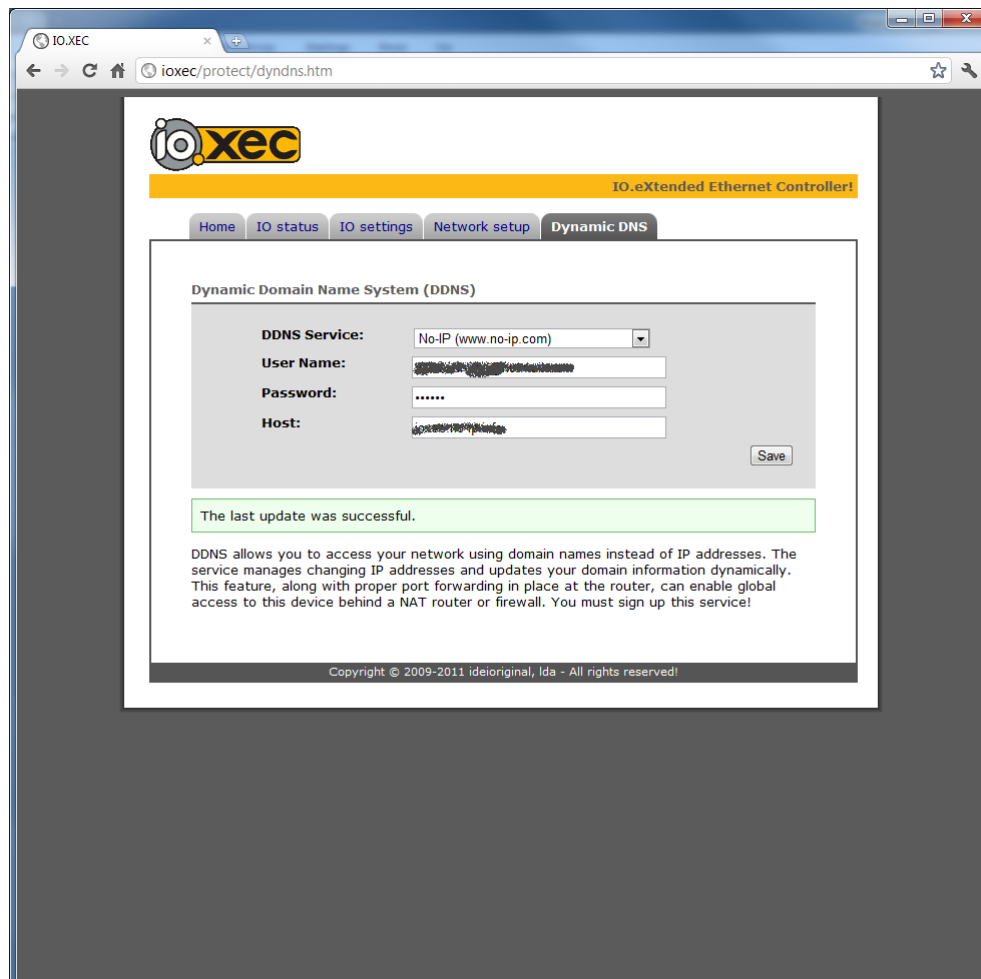 IO.XEC
ioxec/protect/dyndns.htm
io.xec
IO.eXtended Ethernet Controller!
Home IO status IO settings Network setup Dynamic DNS
Dynamic Domain Name System (DDNS)
DDNS Service: No-IP (www.no-ip.com)
User Name:
Password: ••••••
Host:
Save
The last update was successful.
DDNS allows you to access your network using domain names instead of IP addresses. The
service manages changing IP addresses and updates your domain information dynamically.
This feature, along with proper port forwarding in place at the router, can enable global
access to this device behind a NAT router or firewall. You must sign up this service!
Copyright © 2009-2011 ideioriginal, lda - All rights reserved!